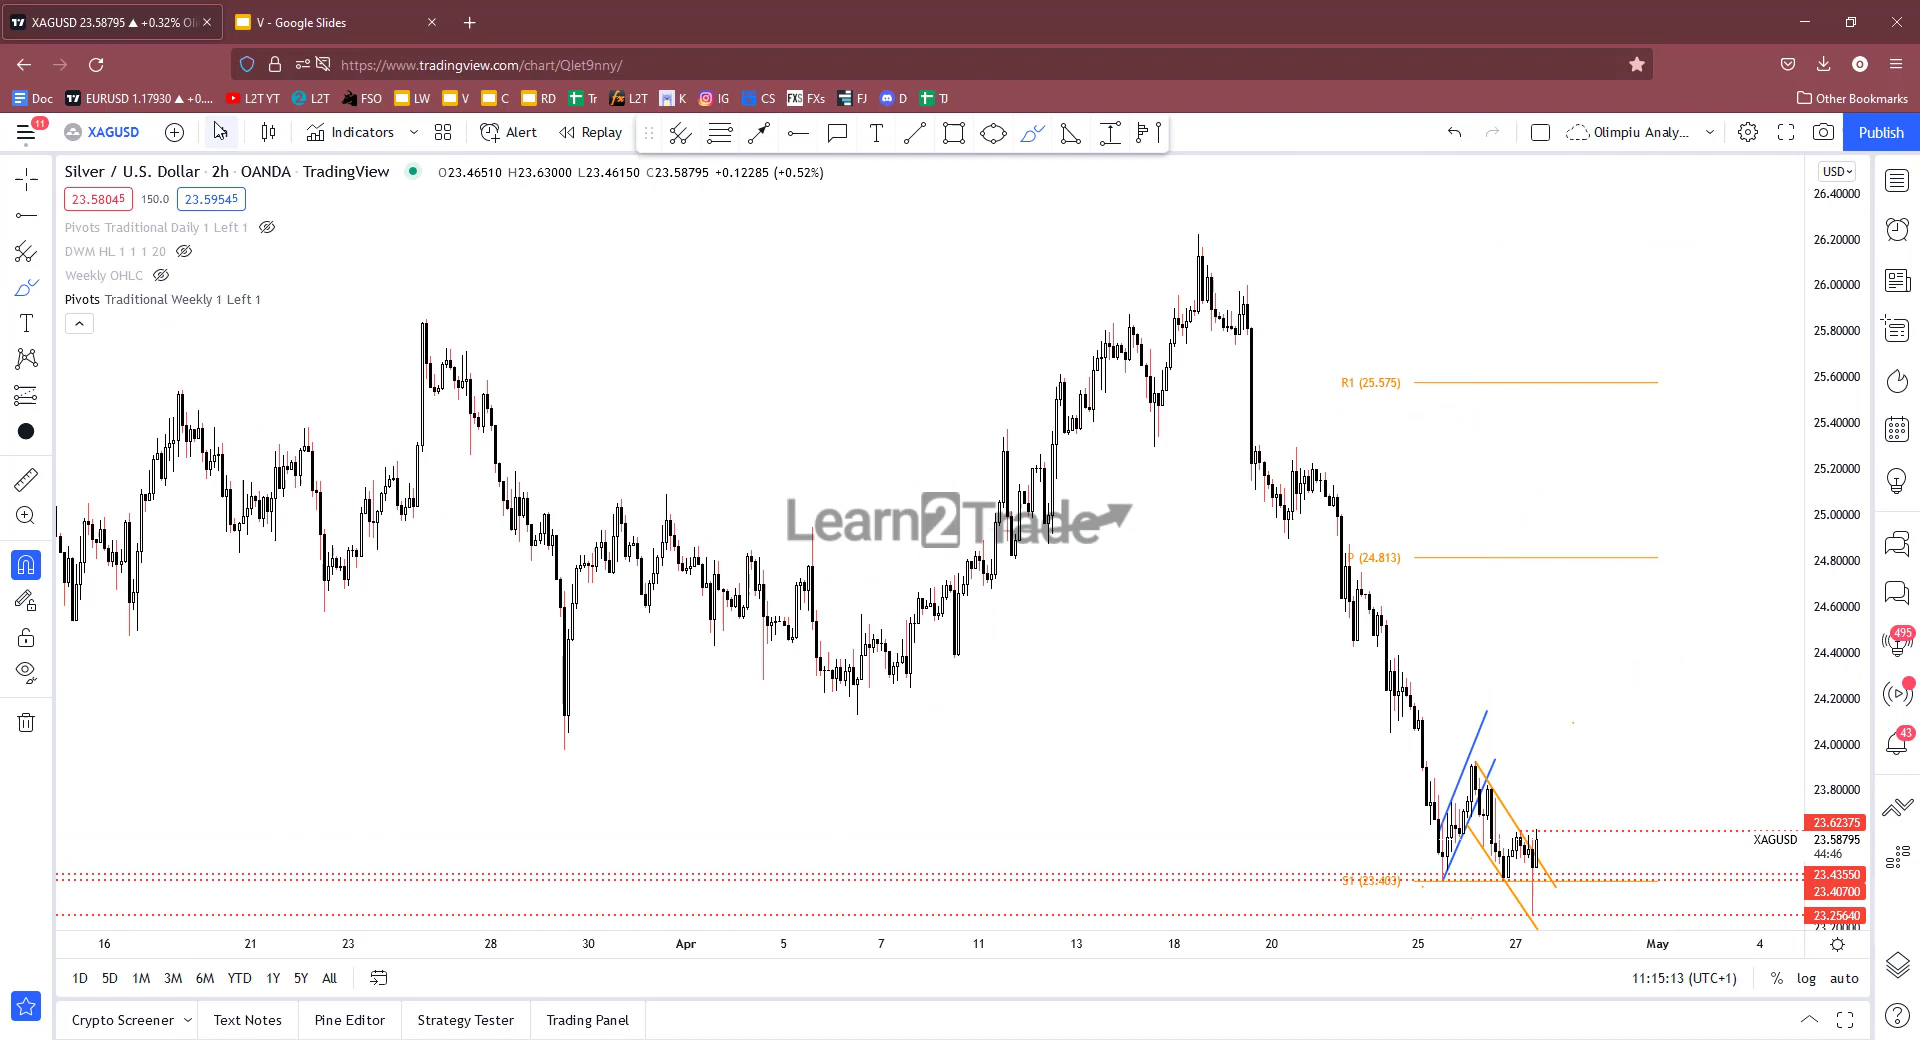 XAGUSD 23.58795 ▲ +0.32% Oli
V - Google Slides
https://www.tradingview.com/chart/Qlet9nny/
Doc EURUSD 1.17930 ▲ +0.... L2T YT L2T FSO LW V C RD Tr L2T K IG CS FXS FXs FJ D TJ Other Bookmarks
11 XAGUSD Indicators Alert Replay Olimpiu Analy... Publish
Silver / U.S. Dollar · 2h · OANDA · TradingView O23.46510 H23.63000 L23.46150 C23.58795 +0.12285 (+0.52%) USD
23.58045 150.0 23.59545
Pivots Traditional Daily 1 Left 1
DWM HL 1 1 1 20
Weekly OHLC
Pivots Traditional Weekly 1 Left 1
26.40000
26.20000
26.00000
25.80000
25.60000
R1 (25.575)
25.40000
25.20000
25.00000
Learn2Trade
24.80000
P (24.813)
24.60000
24.40000
24.20000
24.00000
23.80000
23.62375
XAGUSD 23.58795
44:46
23.43550
S1 (23.403)
23.40700
23.25640
23.20000
495
43
16 21 23 28 30 Apr 5 7 11 13 18 20 25 27 May 4
1D 5D 1M 3M 6M YTD 1Y 5Y All 11:15:13 (UTC+1) % log auto
Crypto Screener Text Notes Pine Editor Strategy Tester Trading Panel